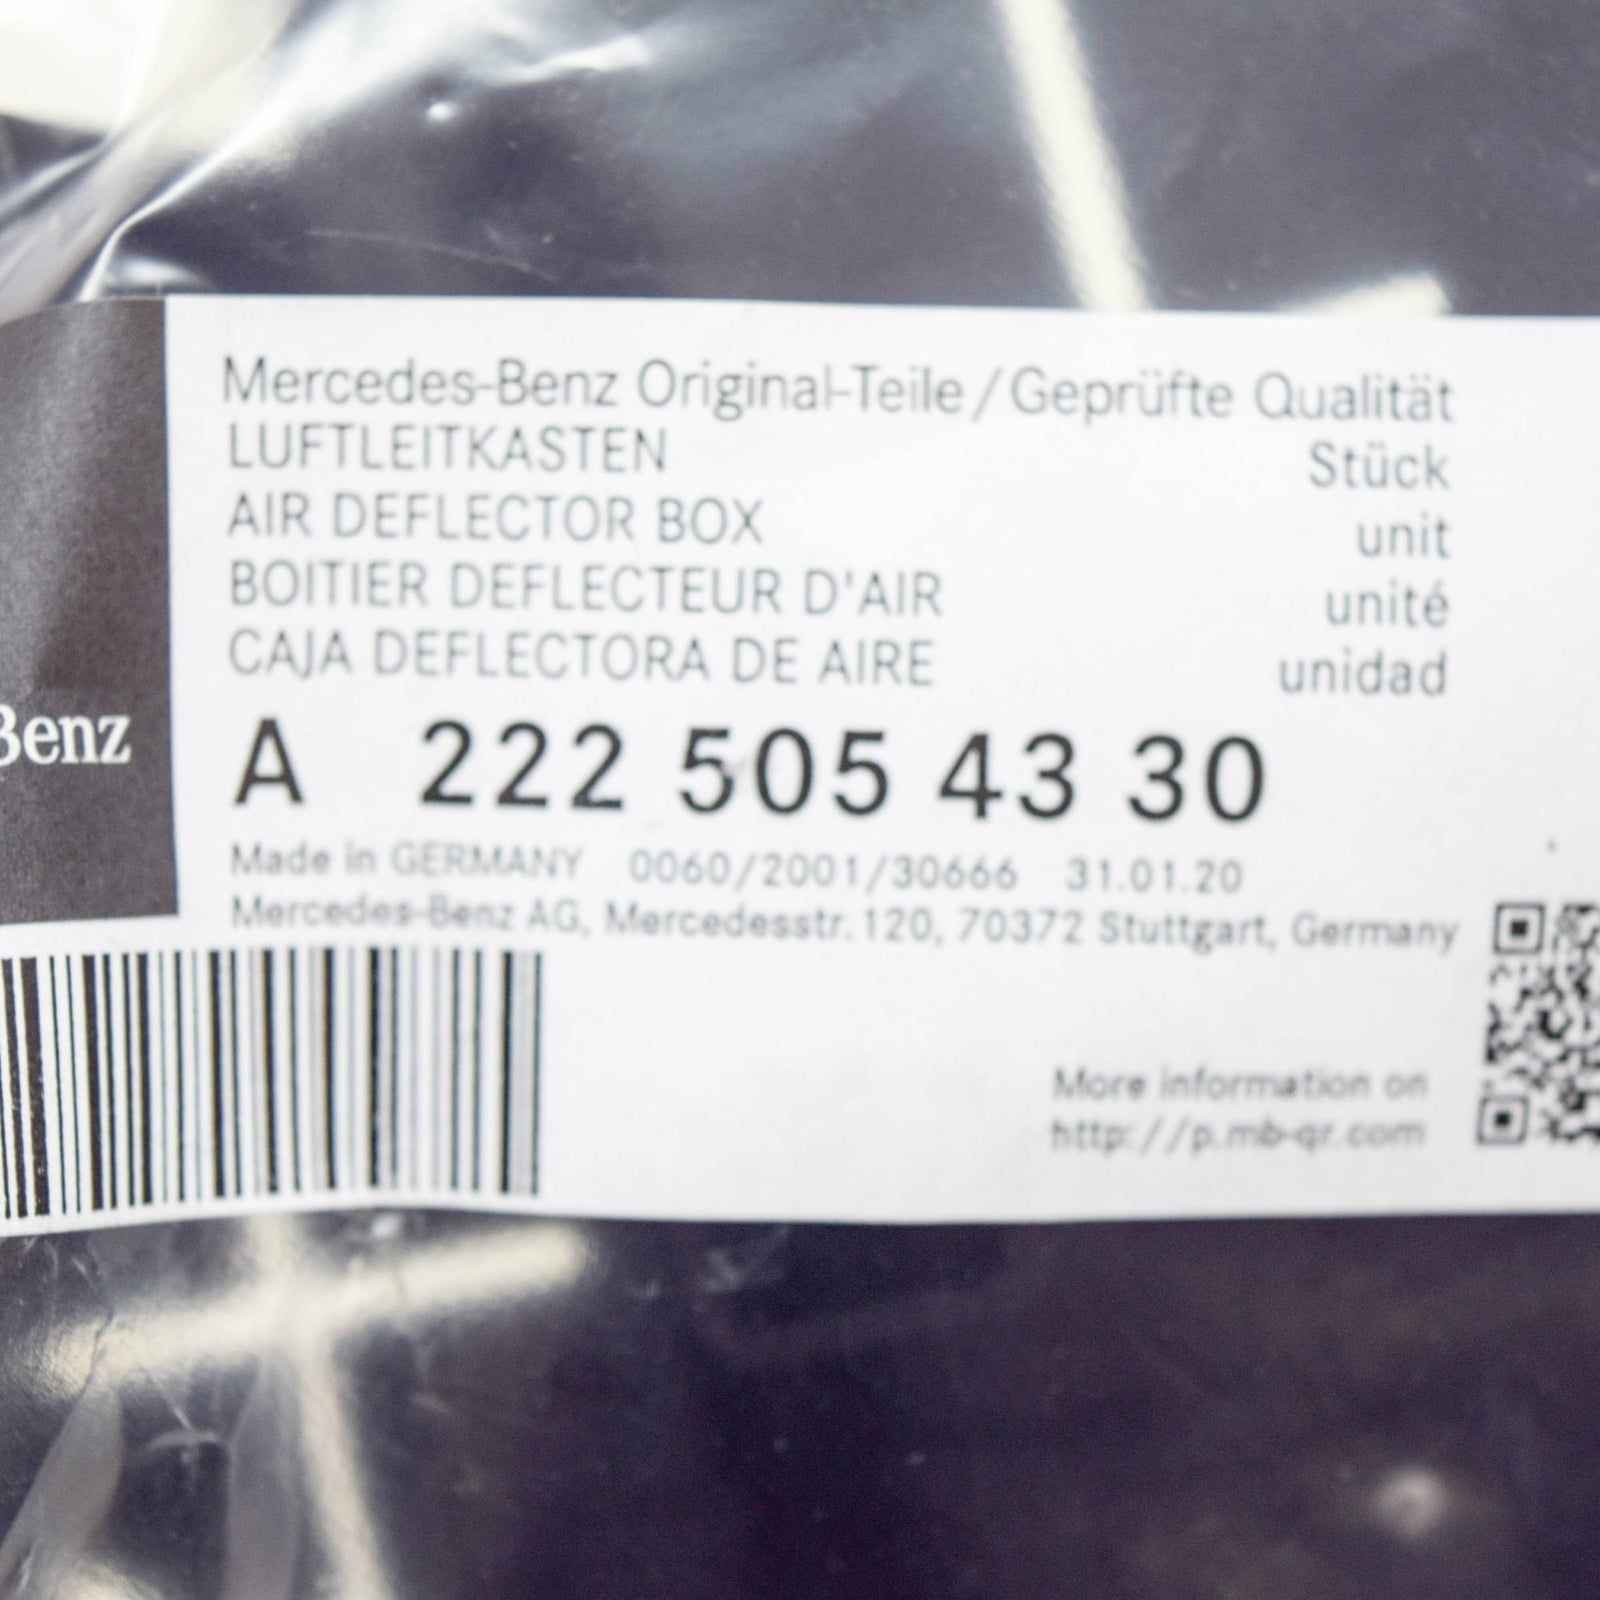 Mercedes-Benz Original-Teile / Geprüfte Qualität
LUFTLEITKASTEN Stück
AIR DEFLECTOR BOX unit
BOITIER DEFLECTEUR D'AIR unité
CAJA DEFLECTORA DE AIRE unidad
Benz
A 222 505 43 30
Made in GERMANY 0060/2001/30666 31.01.20
Mercedes-Benz AG, Mercedesstr. 120, 70372 Stuttgart, Germany
More information on
http://p.mb-qr.com